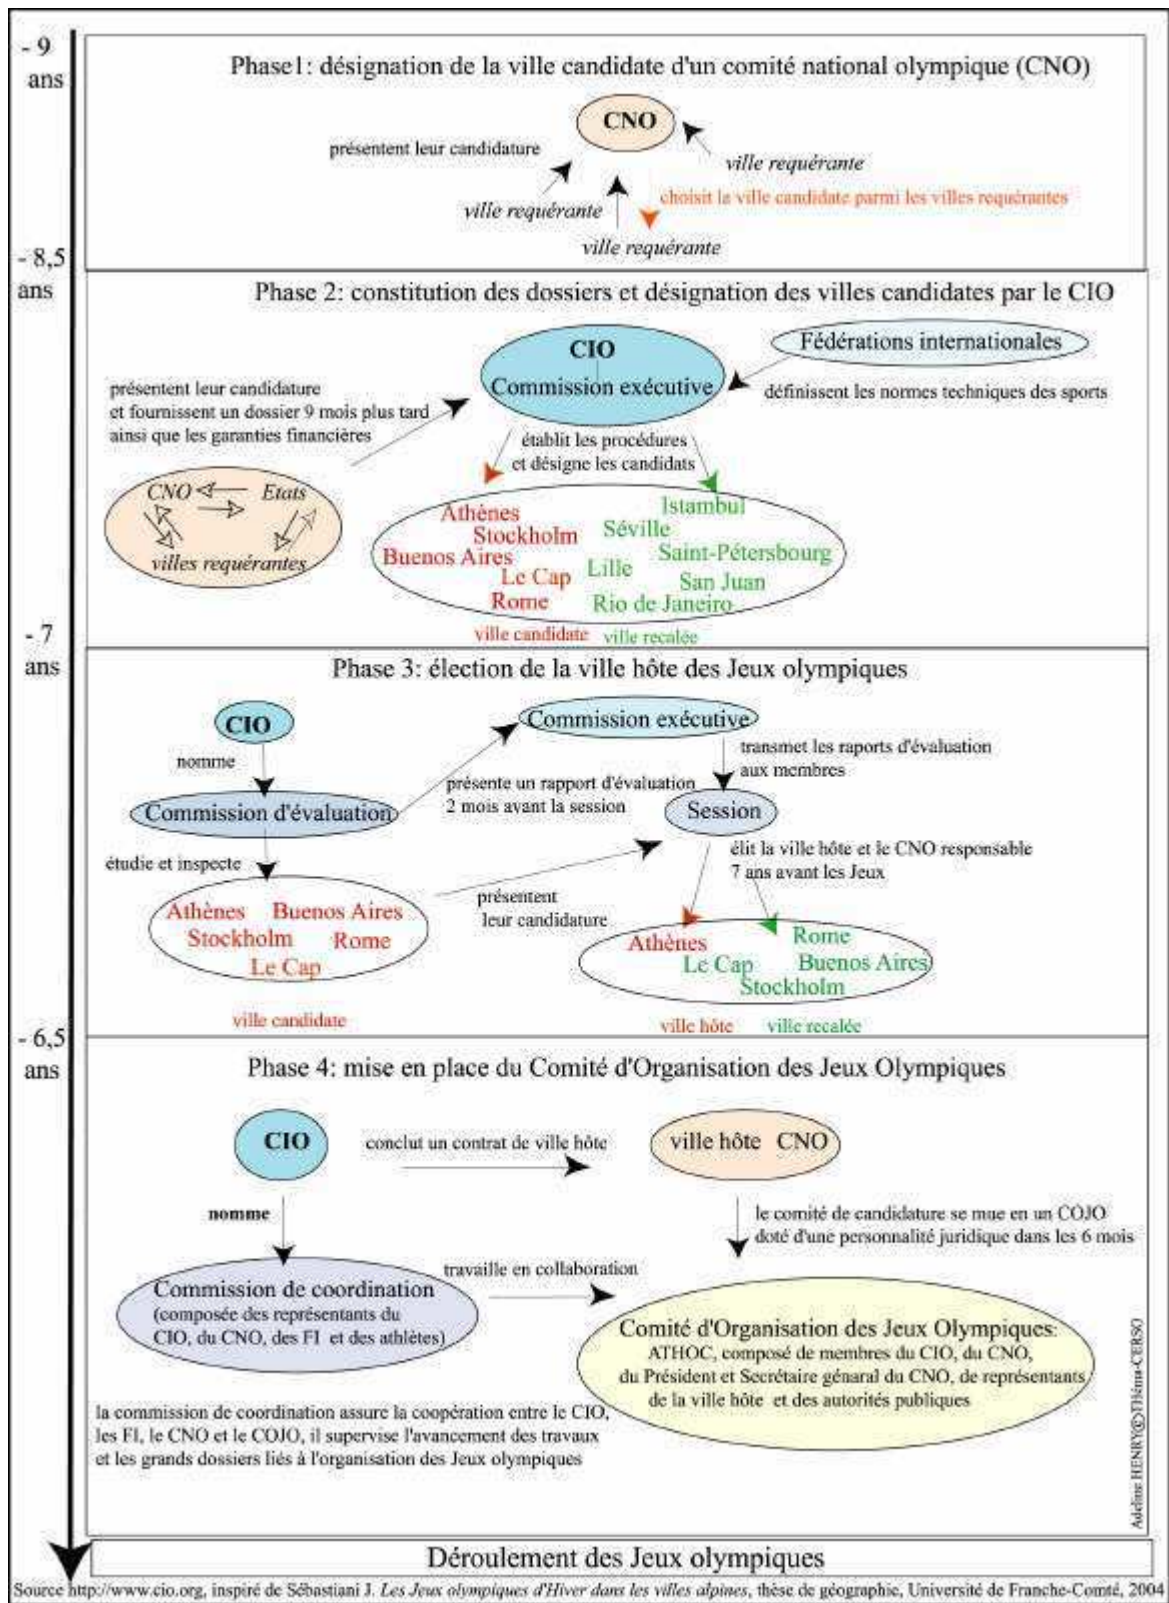 - 9
ans
Phase1: désignation de la ville candidate d'un comité national olympique (CNO)
CNO
présentent leur candidature
ville requérante
ville requérante
choisit la ville candidate parmi les villes requérantes
ville requérante
- 8,5
ans
Phase 2: constitution des dossiers et désignation des villes candidates par le CIO
CIO
Commission exécutive
Fédérations internationales
définissent les normes techniques des sports
présentent leur candidature
et fournissent un dossier 9 mois plus tard
ainsi que les garanties financières
établit les procédures
et désigne les candidats
CNO Etats
villes requérantes
Athènes
Stockholm
Buenos Aires
Le Cap
Rome
Istambul
Séville
Saint-Pétersbourg
Lille
San Juan
Rio de Janeiro
ville candidate ville recalée
- 7
ans
Phase 3: élection de la ville hôte des Jeux olympiques
CIO
nomme
Commission d'évaluation
présente un rapport d'évaluation
2 mois avant la session
Commission exécutive
transmet les raports d'évaluation
aux membres
Session
élit la ville hôte et le CNO responsable
7 ans avant les Jeux
étudie et inspecte
Athènes Buenos Aires
Stockholm Rome
Le Cap
ville candidate
présentent
leur candidature
Athènes
Rome
Le Cap
Buenos Aires
Stockholm
ville hôte ville recalée
- 6,5
ans
Phase 4: mise en place du Comité d'Organisation des Jeux Olympiques
CIO
conclut un contrat de ville hôte
ville hôte CNO
nomme
le comité de candidature se mue en un COJO
doté d'une personnalité juridique dans les 6 mois
Commission de coordination
(composée des représentants du
CIO, du CNO, des FI et des athlètes)
travaille en collaboration
Comité d'Organisation des Jeux Olympiques:
ATHOC, composé de membres du CIO, du CNO,
du Président et Secrétaire génaral du CNO, de représentants
de la ville hôte et des autorités publiques
la commission de coordination assure la coopération entre le CIO,
les FI, le CNO et le COJO, il supervise l'avancement des travaux
et les grands dossiers liés à l'organisation des Jeux olympiques
Adeline HENRY©Théma-CERSO
Déroulement des Jeux olympiques
Source http://www.cio.org, inspiré de Sébastiani J. Les Jeux olympiques d'Hiver dans les villes alpines, thèse de géographie, Université de Franche-Comté, 2004